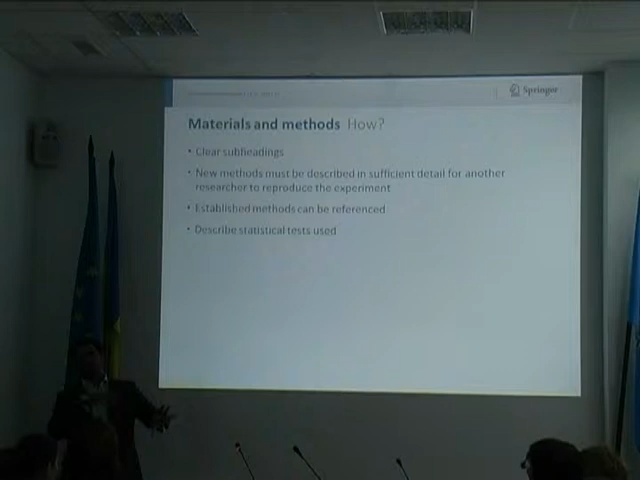 Springer
Materials and methods How?
• Clear subheadings
• New methods must be described in sufficient detail for another
researcher to reproduce the experiment
• Established methods can be referenced
• Describe statistical tests used